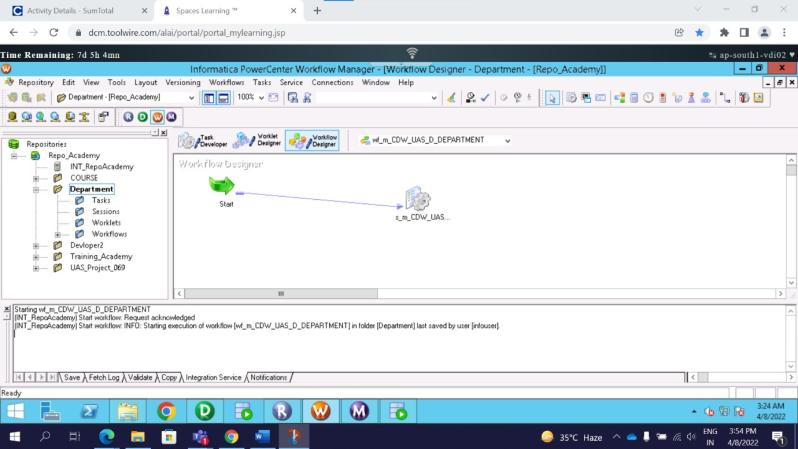 Activity Details - SumTotal
Spaces Learning ™
dcm.toolwire.com/alai/portal/portal_mylearning.jsp
Time Remaining: 7d 5h 4mn
ap-south1-vdi02
Informatica PowerCenter Workflow Manager - [Workflow Designer - Department - [Repo_Academy]]
Repository Edit View Tools Layout Versioning Workflows Tasks Service Connections Window Help
Department - [Repo_Academy]
100%
Task Developer
Worklet Designer
Workflow Designer
wf_m_CDW_UAS_D_DEPARTMENT
Repositories
Repo_Academy
INT_RepoAcademy
COURSE
Department
Tasks
Sessions
Worklets
Workflows
Devloper2
Training_Academy
UAS_Project_069
Workflow Designer
Start
s_m_CDW_UAS...
Starting wf_m_CDW_UAS_D_DEPARTMENT
[INT_RepoAcademy] Start workflow: Request acknowledged
[INT_RepoAcademy] Start workflow: INFO: Starting execution of workflow [wf_m_CDW_UAS_D_DEPARTMENT] in folder [Department] last saved by user [infouser].
Save Fetch Log Validate Copy Integration Service Notifications
Ready
D R W M
3:24 AM
4/8/2022
35°C Haze
ENG
IN
3:54 PM
4/8/2022